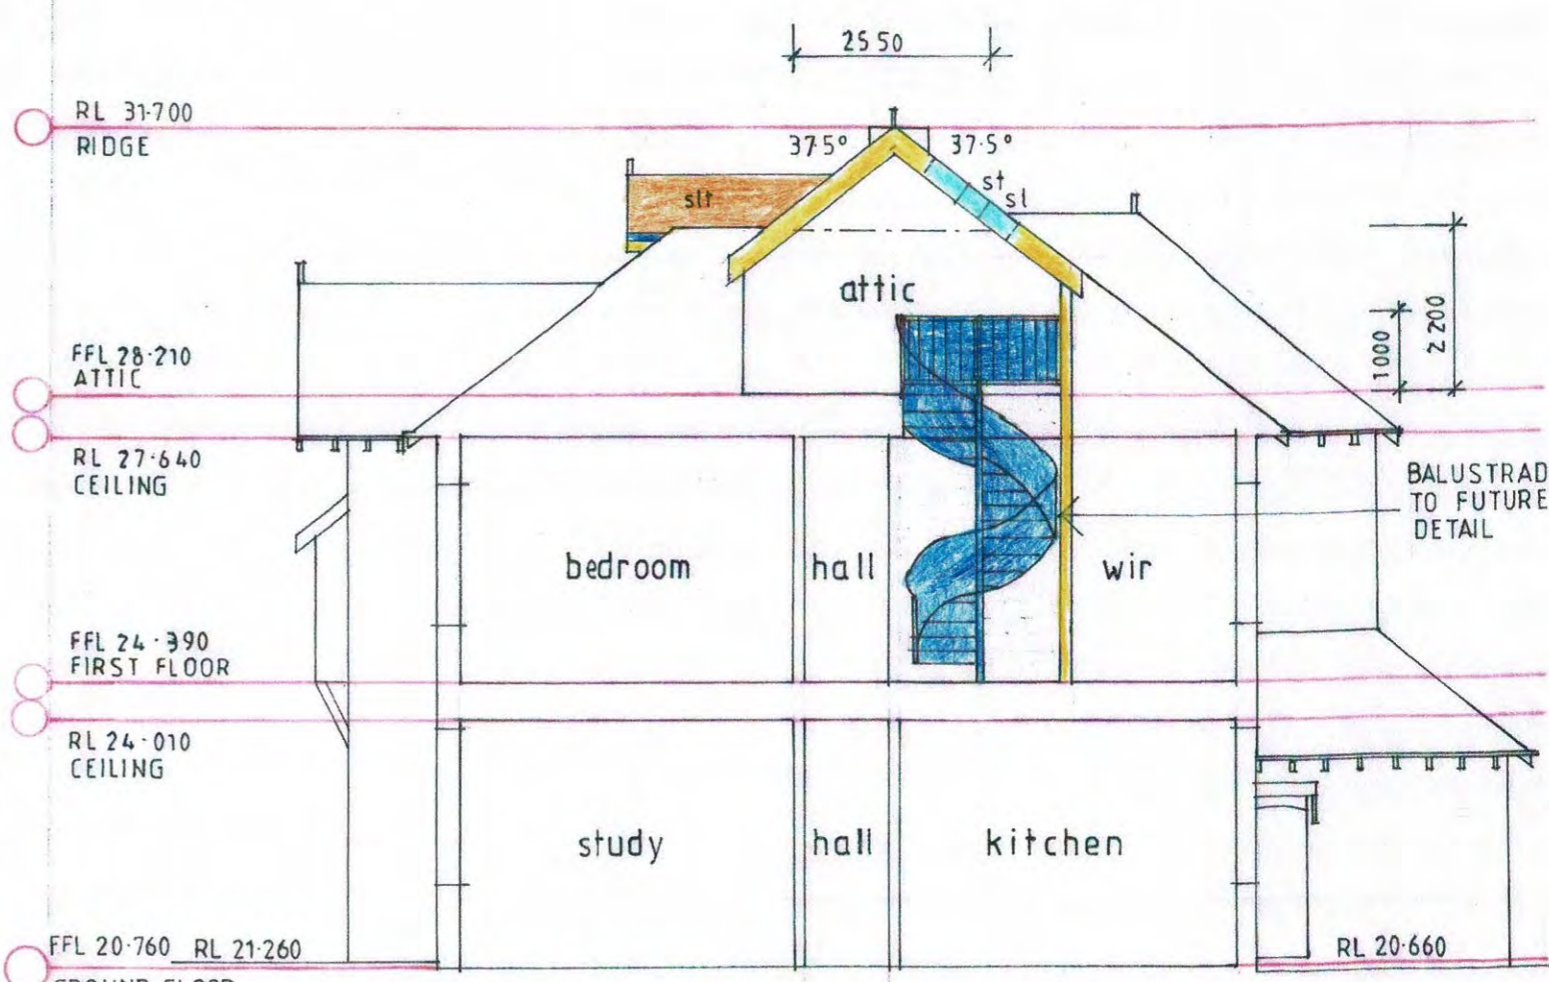 2550
RL 31·700
RIDGE
37·5°
37·5°
st
sl
slt
attic
FFL 28·210
ATTIC
1000
2200
RL 27·640
CEILING
BALUSTRAD
TO FUTURE
DETAIL
bedroom
hall
wir
FFL 24·390
FIRST FLOOR
RL 24·010
CEILING
study
hall
kitchen
FFL 20·760
RL 21·260
RL 20·660
GROUND FLOOR